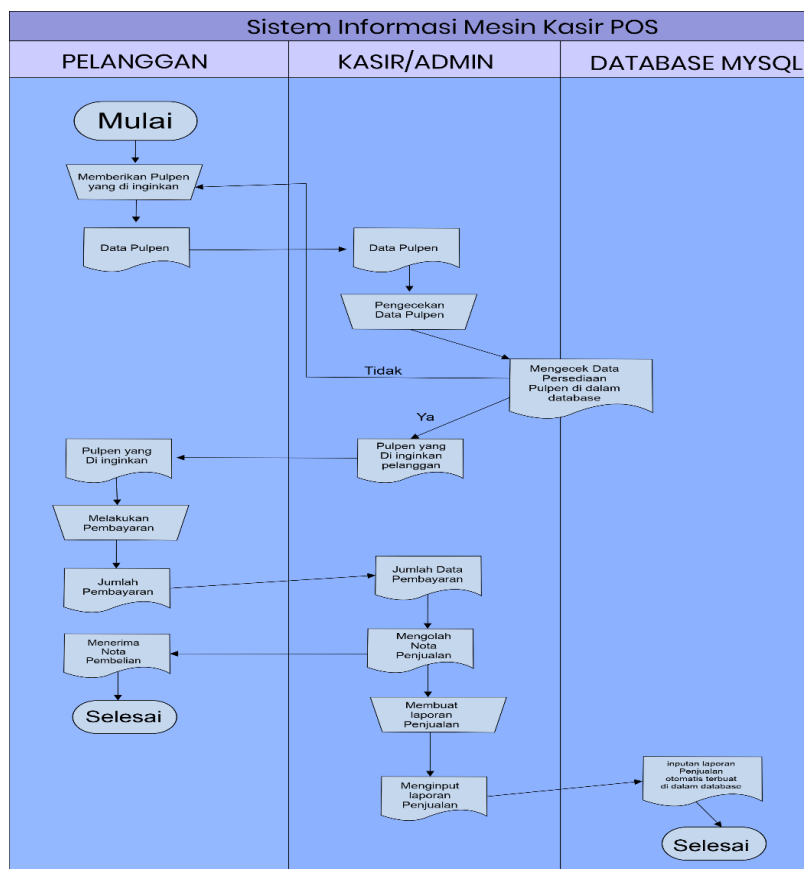 Sistem Informasi Mesin Kasir POS
PELANGGAN
KASIR/ADMIN
DATABASE MYSQL
Mulai
Memberikan Pulpen
yang di inginkan
Data Pulpen
Data Pulpen
Pengecekan
Data Pulpen
Mengecek Data
Persediaan
Pulpen di dalam
database
Tidak
Ya
Pulpen yang
Di inginkan
pelanggan
Pulpen yang
Di inginkan
Melakukan
Pembayaran
Jumlah
Pembayaran
Jumlah Data
Pembayaran
Mengolah
Nota
Penjualan
Menerima
Nota
Pembelian
Selesai
Membuat
laporan
Penjualan
Menginput
laporan
Penjualan
inputan laporan
Penjualan
otomatis terbuat
di dalam database
Selesai